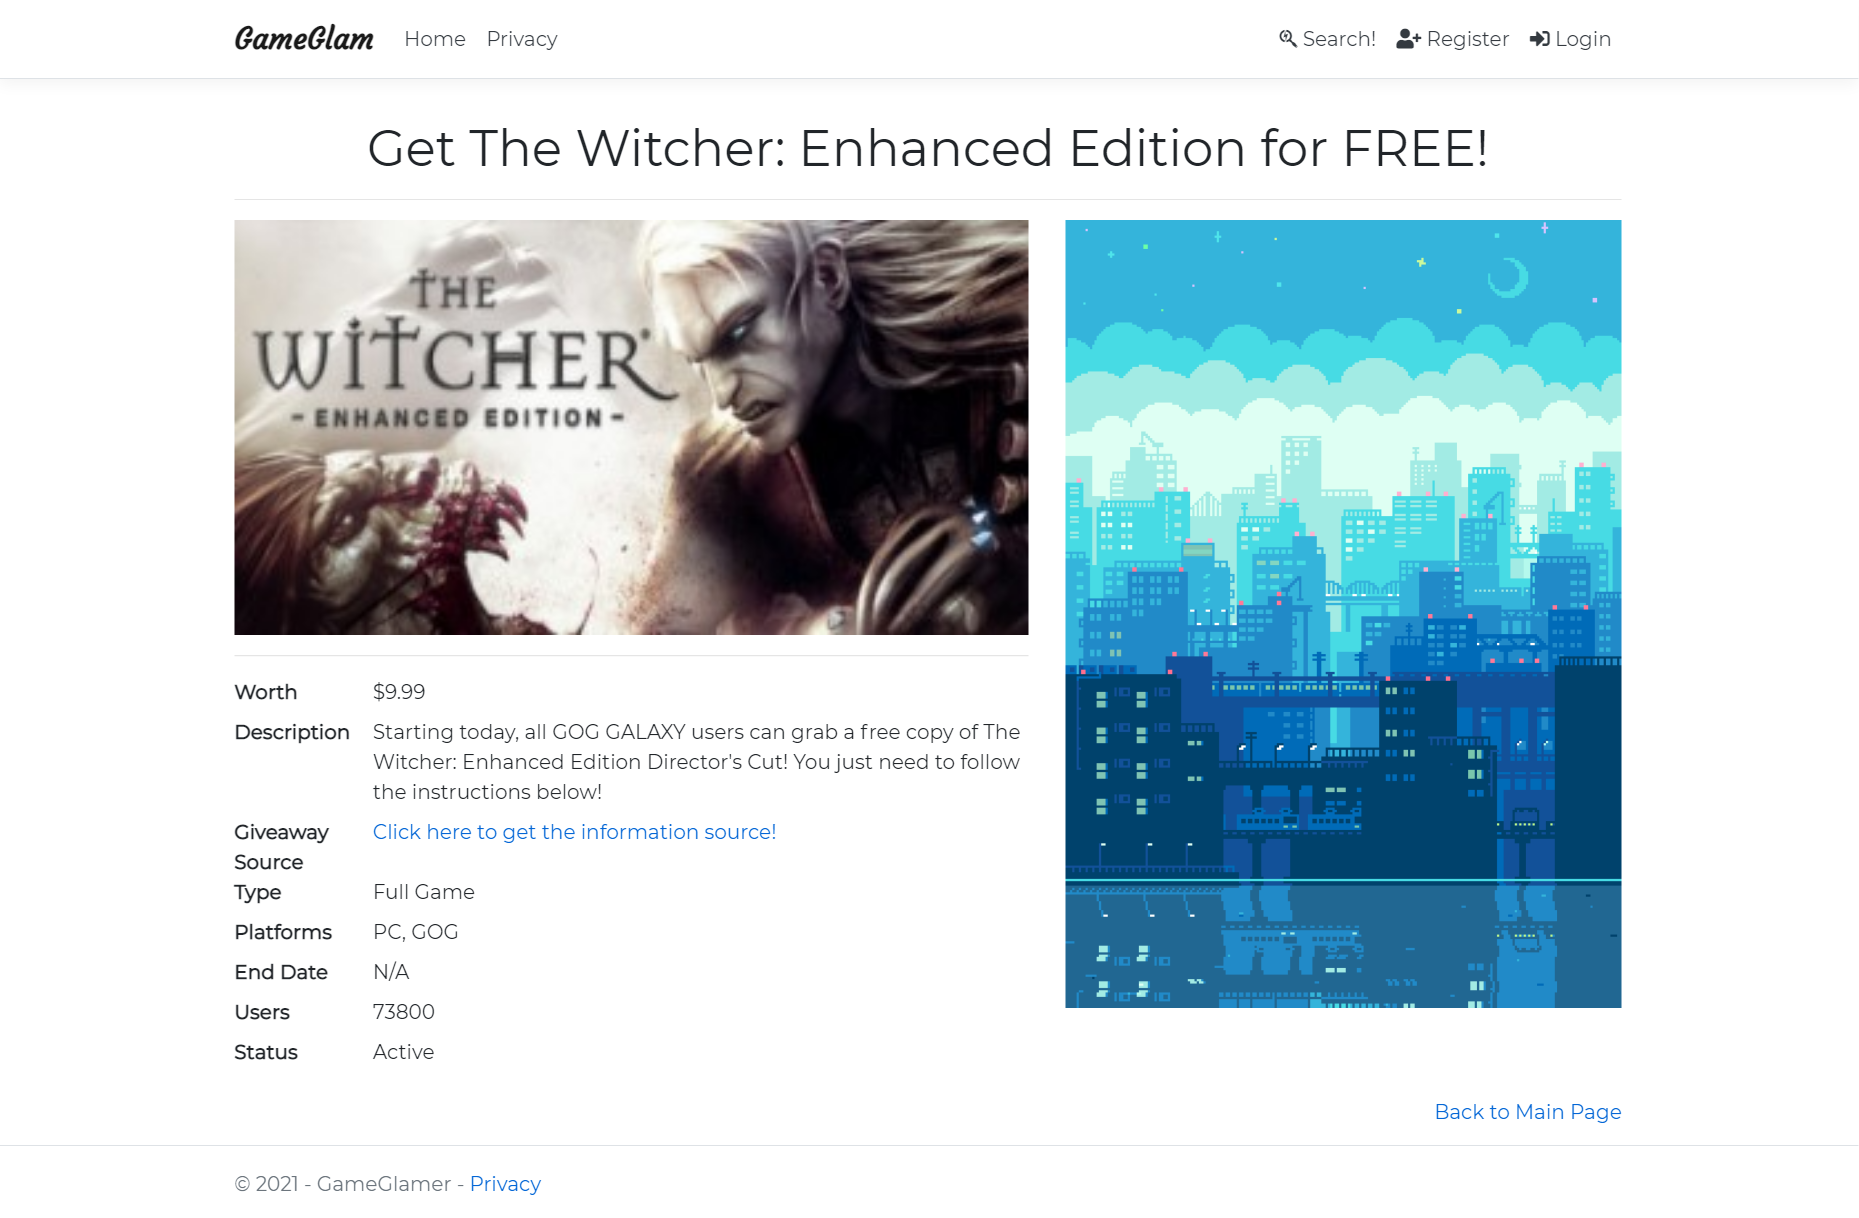 GameGlam
Home
Privacy
Search!
Register
Login
Get The Witcher: Enhanced Edition for FREE!
THE
WITCHER
- ENHANCED EDITION -
Worth
$9.99
Description
Starting today, all GOG GALAXY users can grab a free copy of The
Witcher: Enhanced Edition Director's Cut! You just need to follow
the instructions below!
Giveaway
Source
Click here to get the information source!
Type
Full Game
Platforms
PC, GOG
End Date
N/A
Users
73800
Status
Active
Back to Main Page
© 2021 - GameGlamer - Privacy